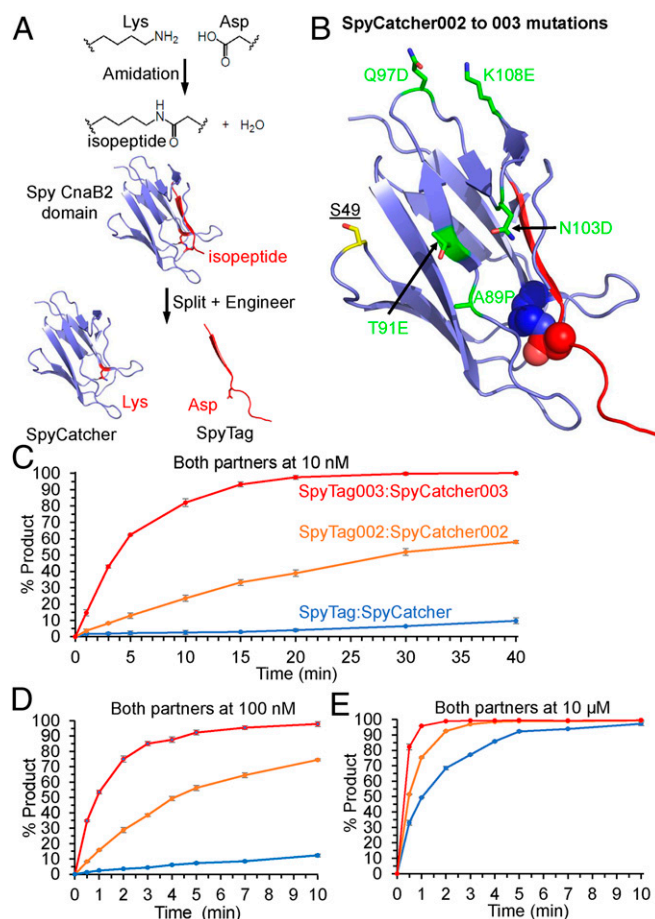 A
Lys
Asp
NH2
HO
O
Amidation
H
N
O
+ H2O
isopeptide
Spy CnaB2
domain
isopeptide
Split + Engineer
Lys
Asp
SpyCatcher
SpyTag
B
SpyCatcher002 to 003 mutations
Q97D
K108E
S49
N103D
A89P
T91E
C
Both partners at 10 nM
% Product
100
90
80
70
60
50
40
30
20
10
0
SpyTag003:SpyCatcher003
SpyTag002:SpyCatcher002
SpyTag:SpyCatcher
0 5 10 15 20 25 30 35 40
Time (min)
D
Both partners at 100 nM
% Product
100
90
80
70
60
50
40
30
20
10
0
0 1 2 3 4 5 6 7 8 9 10
Time (min)
E
Both partners at 10 µM
% Product
100
90
80
70
60
50
40
30
20
10
0
0 1 2 3 4 5 6 7 8 9 10
Time (min)